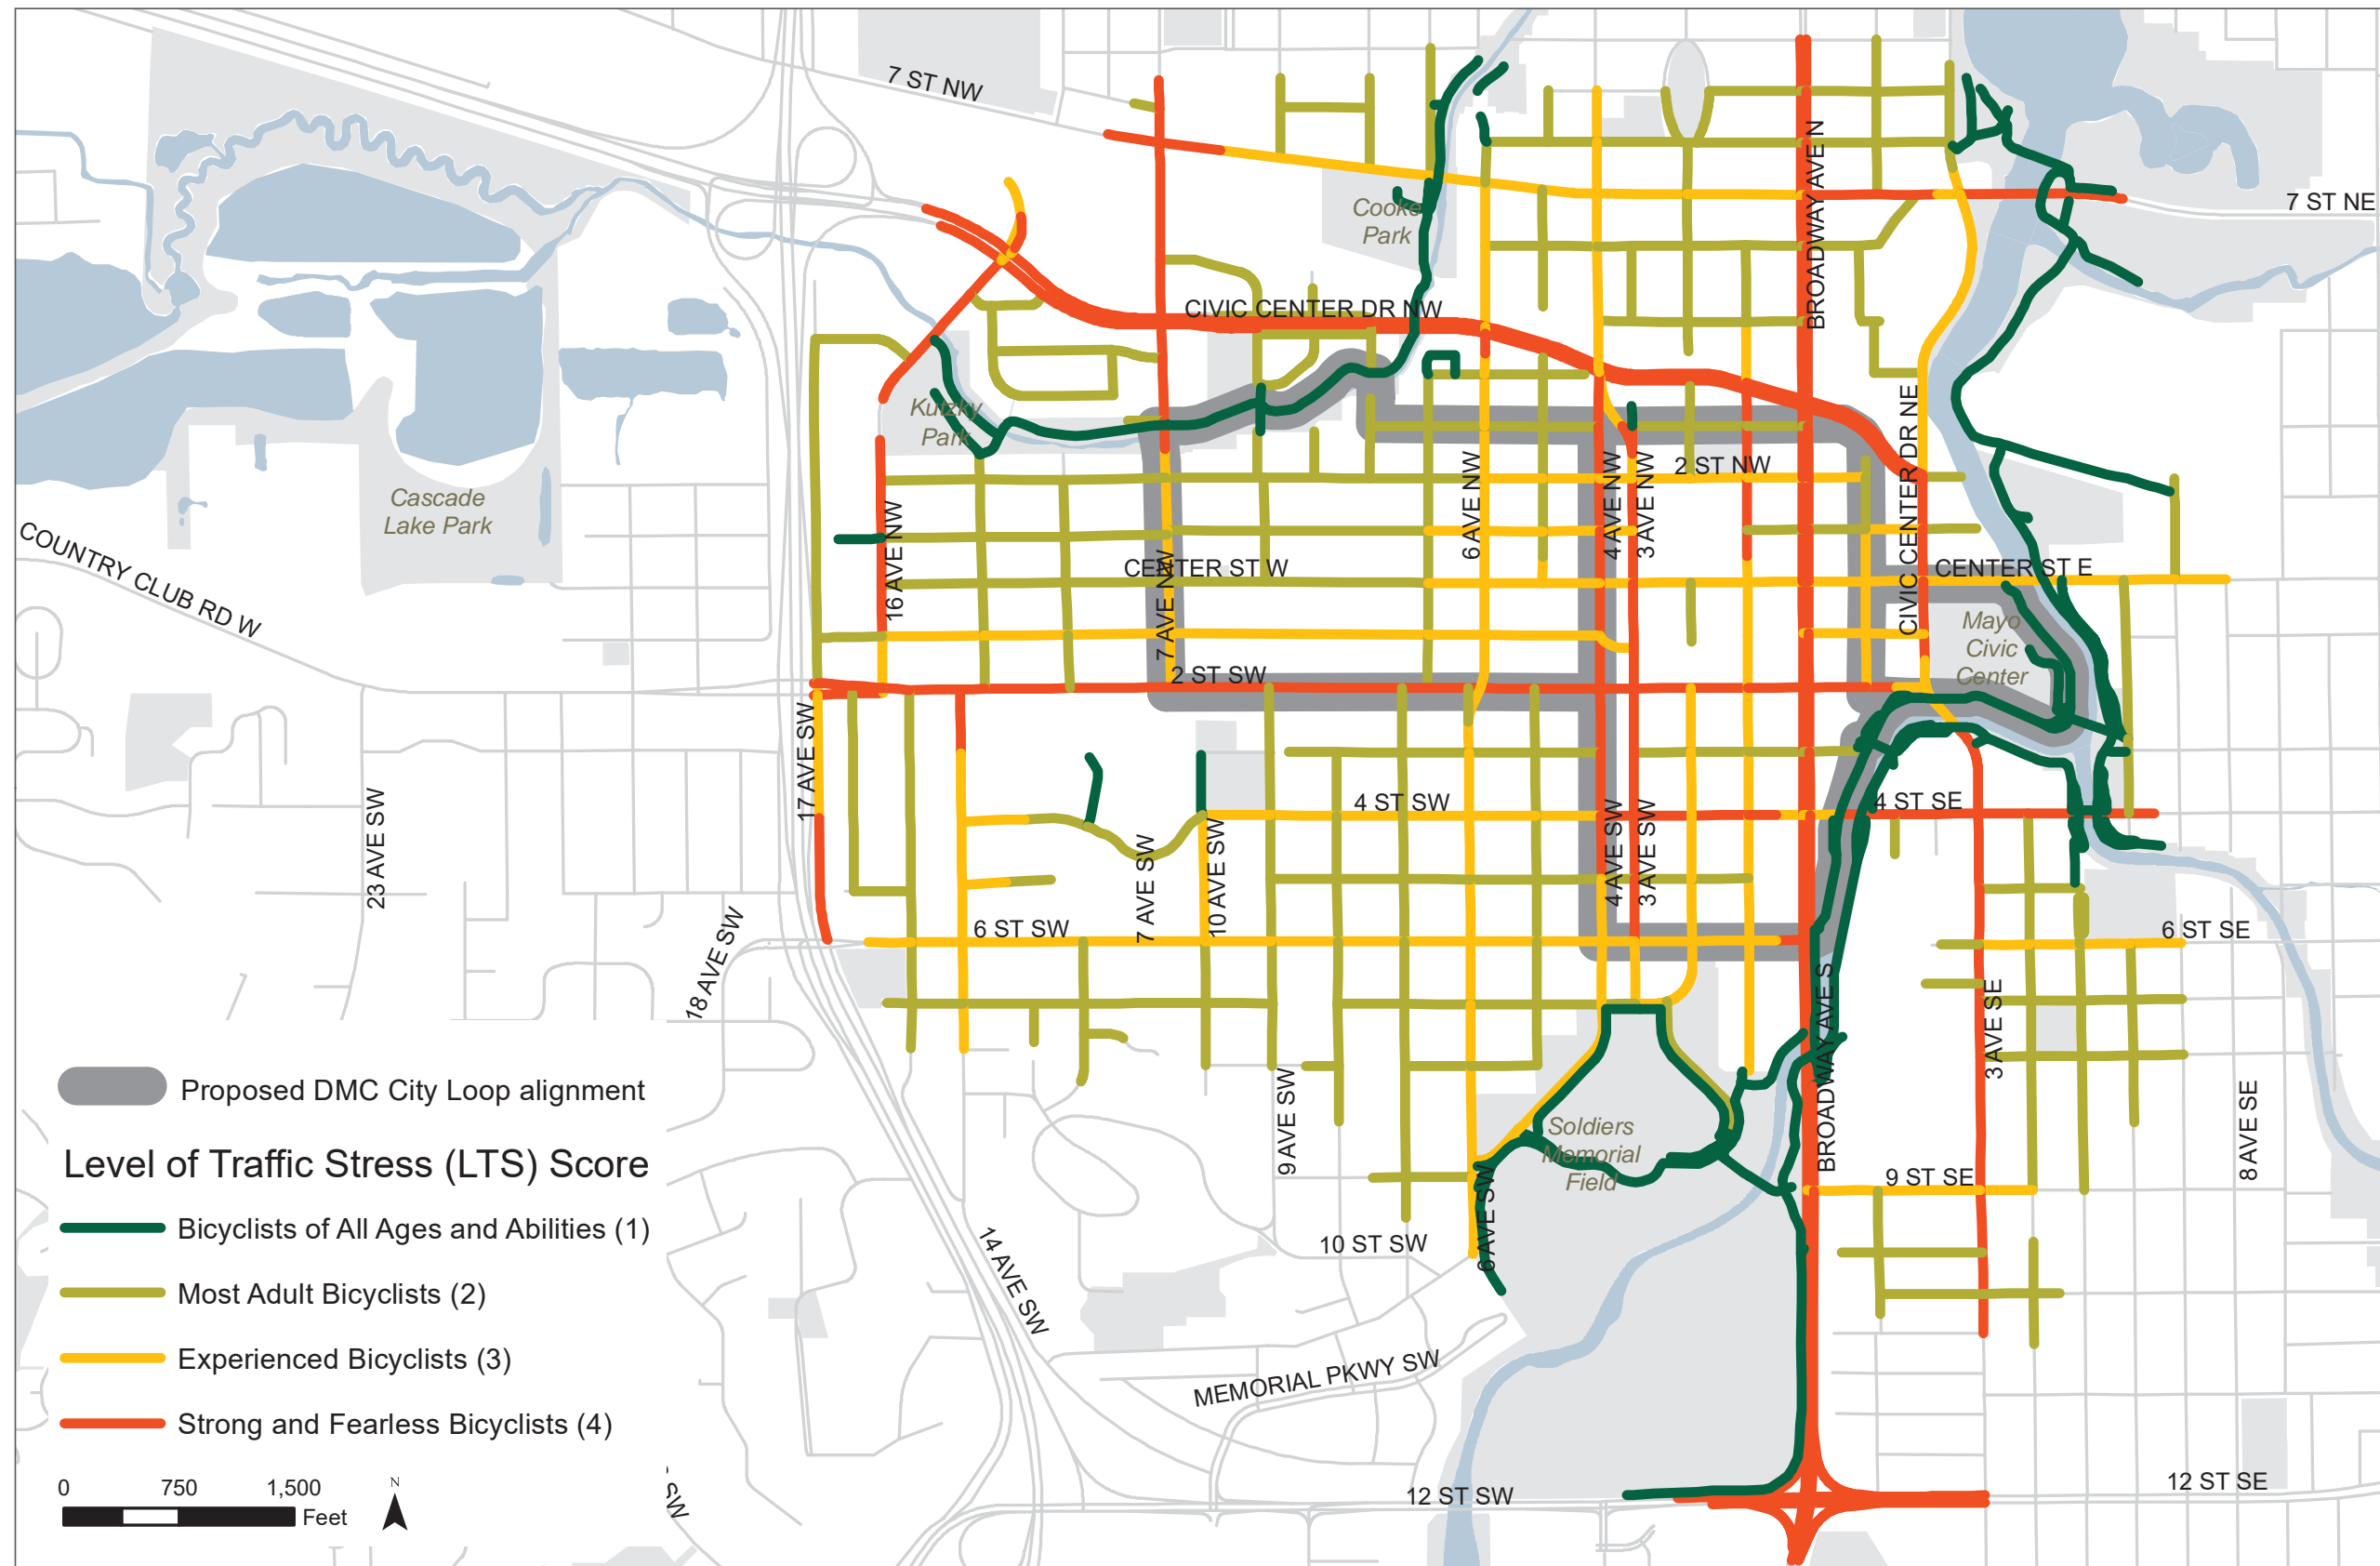 7 ST NW
BROADWAY AVE N
7 ST NE
Cooke
Park
CIVIC CENTER DR NW
Kutzky
Park
CIVIC CENTER DR NE
2 ST NW
Cascade
Lake Park
6 AVE NW
4 AVE NW
3 AVE NW
16 AVE NW
COUNTRY CLUB RD W
CENTER ST W
CENTER ST E
7 AVE NW
Mayo
Civic
Center
2 ST SW
17 AVE SW
4 ST SW
4 ST SE
23 AVE SW
7 AVE SW
10 AVE SW
4 AVE SW
3 AVE SW
18 AVE SW
6 ST SW
6 ST SE
BROADWAY AVE S
3 AVE SE
9 AVE SW
8 AVE SE
Soldiers
Memorial
Field
9 ST SE
6 AVE SW
10 ST SW
14 AVE SW
MEMORIAL PKWY SW
12 ST SW
12 ST SE
SW
Proposed DMC City Loop alignment
Level of Traffic Stress (LTS) Score
Bicyclists of All Ages and Abilities (1)
Most Adult Bicyclists (2)
Experienced Bicyclists (3)
Strong and Fearless Bicyclists (4)
0 750 1,500
Feet
N